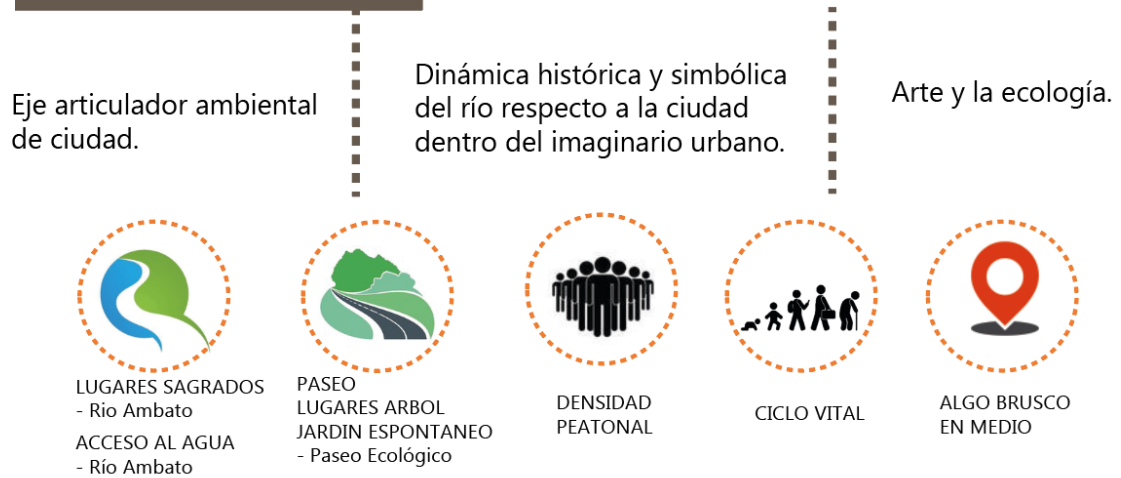 Eje articulador ambiental
de ciudad.
Dinámica histórica y simbólica
del río respecto a la ciudad
dentro del imaginario urbano.
Arte y la ecología.
LUGARES SAGRADOS
- Rio Ambato
ACCESO AL AGUA
- Río Ambato
PASEO
LUGARES ARBOL
JARDIN ESPONTANEO
- Paseo Ecológico
DENSIDAD
PEATONAL
CICLO VITAL
ALGO BRUSCO
EN MEDIO